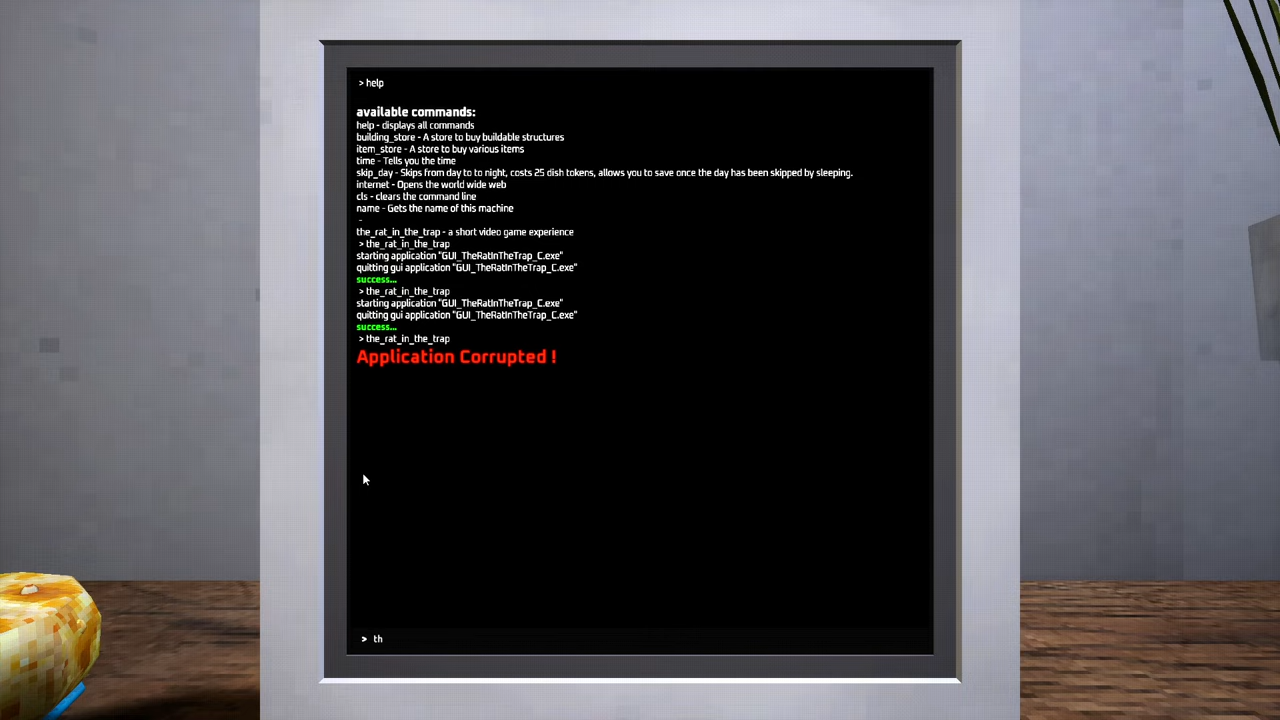 > help
available commands:
help - displays all commands
building_store - A store to buy buildable structures
item_store - A store to buy various items
time - Tells you the time
skip_day - Skips from day to to night, costs 25 dish tokens, allows you to save once the day has been skipped by sleeping.
internet - Opens the world wide web
cls - clears the command line
name - Gets the name of this machine
-
the_rat_in_the_trap - a short video game experience
> the_rat_in_the_trap
starting application "GUI_TheRatInTheTrap_C.exe"
quitting gui application "GUI_TheRatInTheTrap_C.exe"
success...
> the_rat_in_the_trap
starting application "GUI_TheRatInTheTrap_C.exe"
quitting gui application "GUI_TheRatInTheTrap_C.exe"
success...
> the_rat_in_the_trap
Application Corrupted !
> th